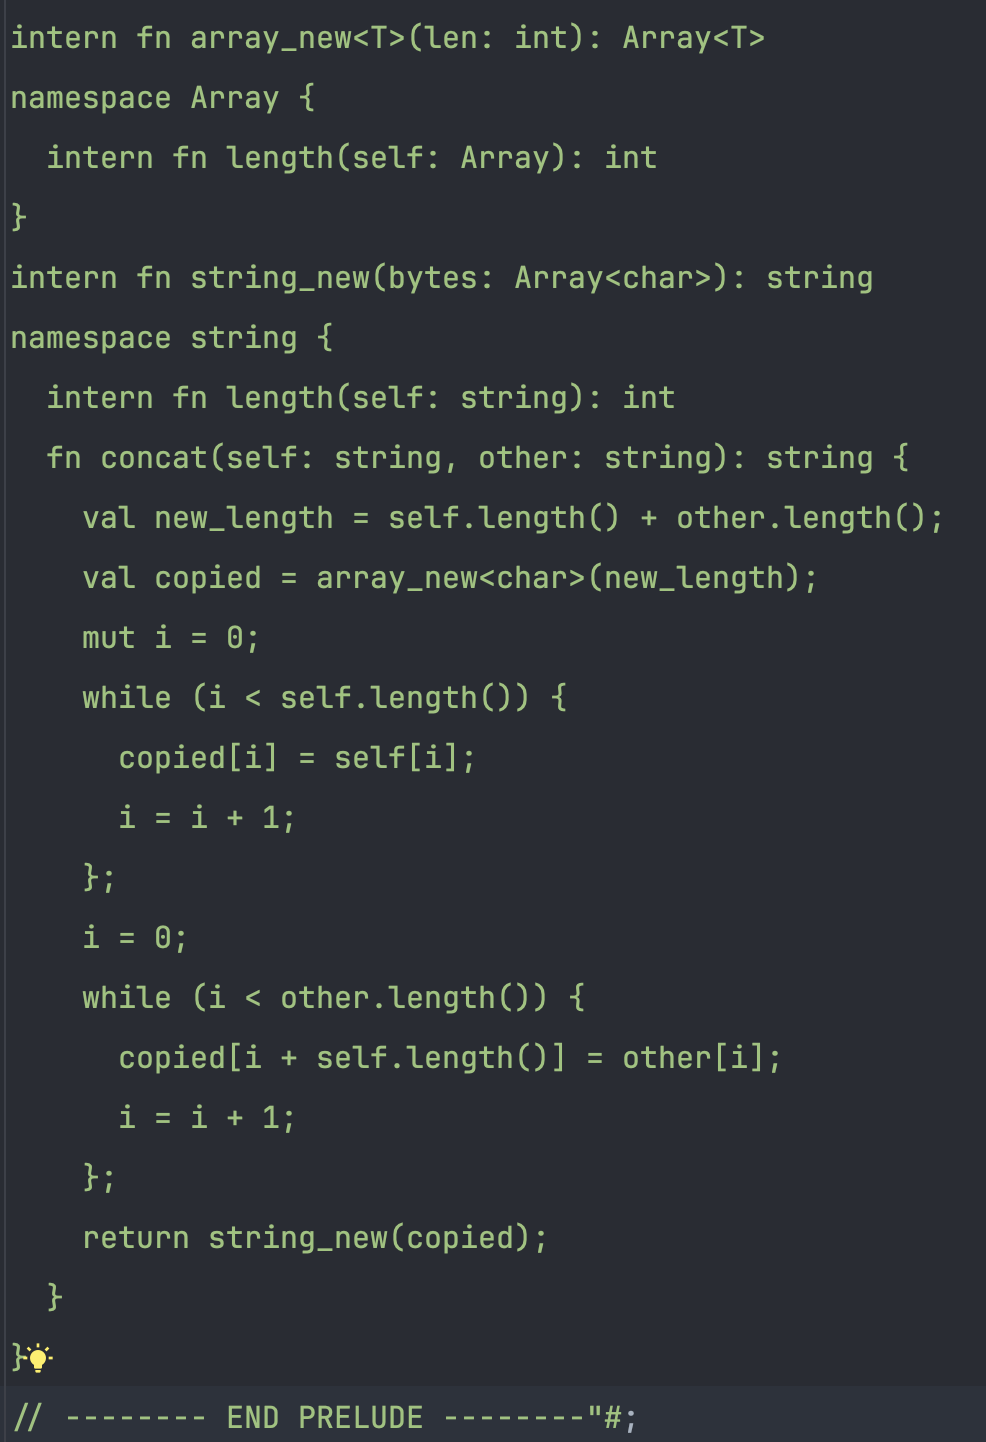 intern fn array_new<T>(len: int): Array<T>
namespace Array {
  intern fn length(self: Array): int
}
intern fn string_new(bytes: Array<char>): string
namespace string {
  intern fn length(self: string): int
  fn concat(self: string, other: string): string {
    val new_length = self.length() + other.length();
    val copied = array_new<char>(new_length);
    mut i = 0;
    while (i < self.length()) {
      copied[i] = self[i];
      i = i + 1;
    };
    i = 0;
    while (i < other.length()) {
      copied[i + self.length()] = other[i];
      i = i + 1;
    };
    return string_new(copied);
  }
}
// -------- END PRELUDE --------"#;